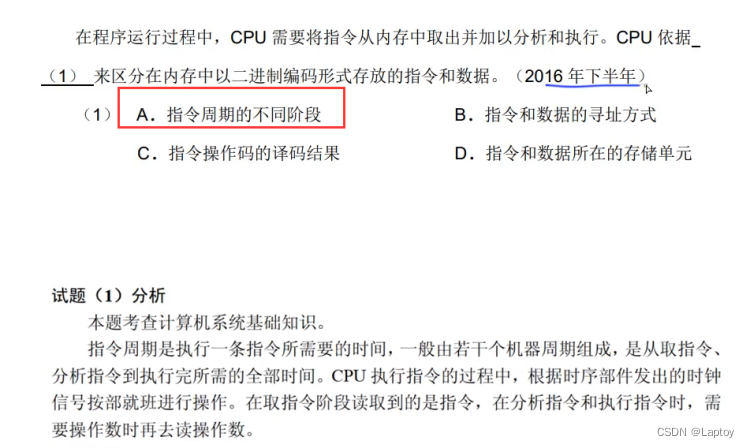 在程序运行过程中，CPU 需要将指令从内存中取出并加以分析和执行。CPU 依据_
（1） 来区分在内存中以二进制编码形式存放的指令和数据。（2016 年下半年）
（1） A．指令周期的不同阶段 B．指令和数据的寻址方式
C．指令操作码的译码结果 D．指令和数据所在的存储单元
试题（1）分析
本题考查计算机系统基础知识。
指令周期是执行一条指令所需要的时间，一般由若干个机器周期组成，是从取指令、
分析指令到执行完所需的全部时间。CPU 执行指令的过程中，根据时序部件发出的时钟
信号按部就班进行操作。在取指令阶段读取到的是指令，在分析指令和执行指令时，需
要操作数时再去读操作数。
CSDN @Laptoy